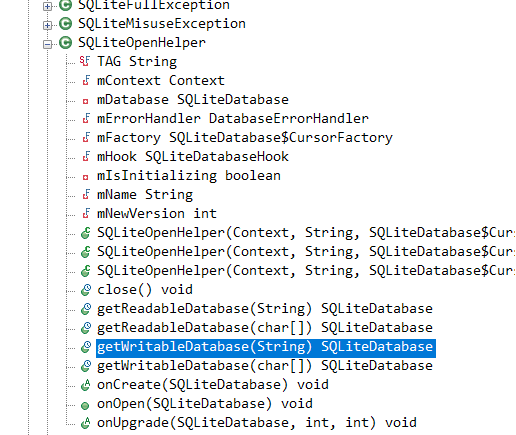 SQLiteFullException
SQLiteMisuseException
SQLiteOpenHelper
TAG String
mContext Context
mDatabase SQLiteDatabase
mErrorHandler DatabaseErrorHandler
mFactory SQLiteDatabase$CursorFactory
mHook SQLiteDatabaseHook
mIsInitializing boolean
mName String
mNewVersion int
SQLiteOpenHelper(Context, String, SQLiteDatabase$Cur
SQLiteOpenHelper(Context, String, SQLiteDatabase$Cur
SQLiteOpenHelper(Context, String, SQLiteDatabase$Cur
close() void
getReadableDatabase(String) SQLiteDatabase
getReadableDatabase(char[]) SQLiteDatabase
getWritableDatabase(String) SQLiteDatabase
getWritableDatabase(char[]) SQLiteDatabase
onCreate(SQLiteDatabase) void
onOpen(SQLiteDatabase) void
onUpgrade(SQLiteDatabase, int, int) void